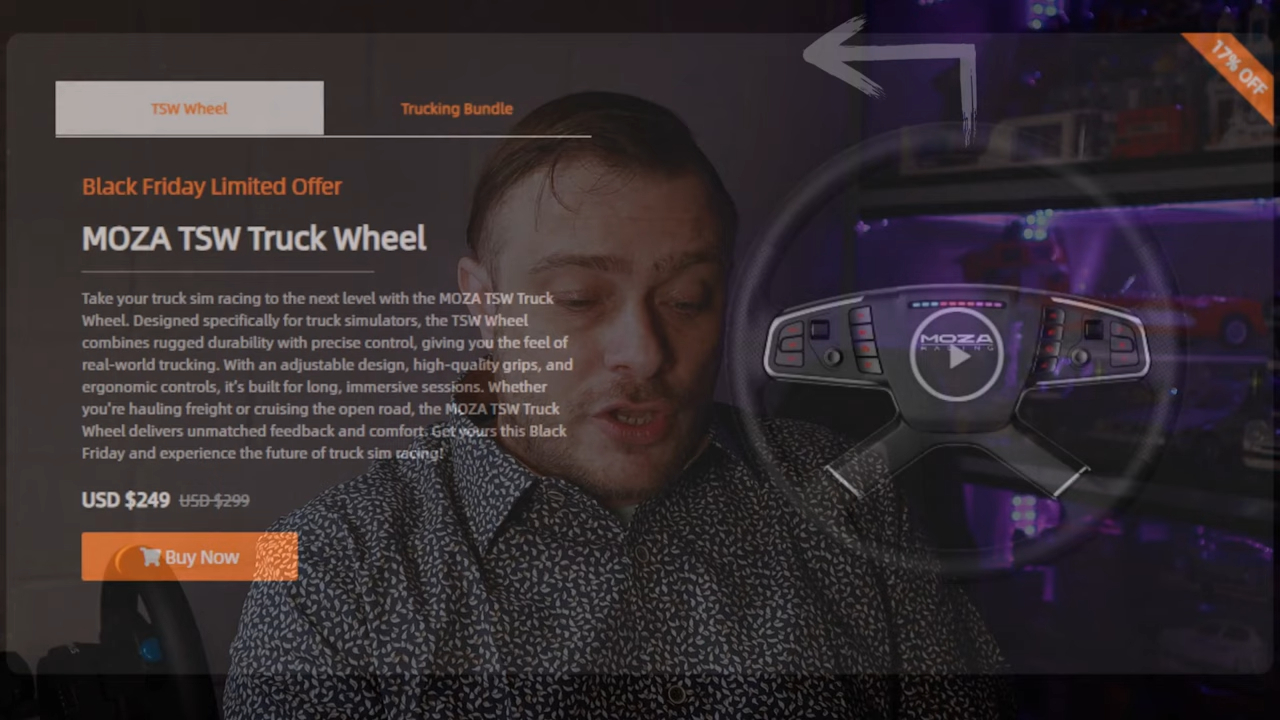 17% OFF
TSW Wheel
Trucking Bundle
Black Friday Limited Offer
MOZA TSW Truck Wheel
Take your truck sim racing to the next level with the MOZA TSW Truck
Wheel. Designed specifically for truck simulators, the TSW Wheel
combines rugged durability with precise control, giving you the feel of
real-world trucking. With an adjustable design, high-quality grips, and
ergonomic controls, it's built for long, immersive sessions. Whether
you're hauling freight or cruising the open road, the MOZA TSW Truck
Wheel delivers unmatched feedback and comfort. Get yours this Black
Friday and experience the future of truck sim racing!
USD $249 USD $299
Buy Now
MOZA
RACING